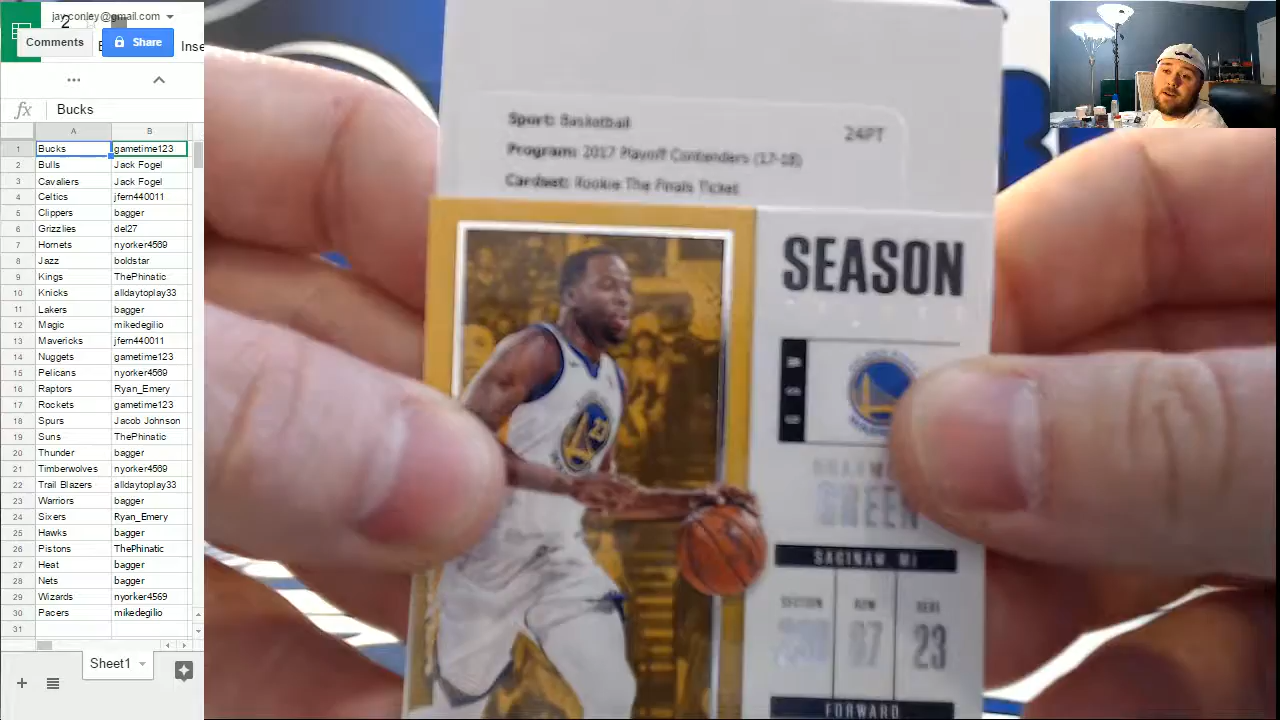 jay.conley@gmail.com
2
Comments
Share
Inse
fx Bucks
A B
1 Bucks gametime123
2 Bulls Jack Fogel
3 Cavaliers Jack Fogel
4 Celtics jfern440011
5 Clippers bagger
6 Grizzlies del27
7 Hornets nyorker4569
8 Jazz boldstar
9 Kings ThePhinatic
10 Knicks alldaytoplay33
11 Lakers bagger
12 Magic mikedegilio
13 Mavericks jfern440011
14 Nuggets gametime123
15 Pelicans nyorker4569
16 Raptors Ryan_Emery
17 Rockets gametime123
18 Spurs Jacob Johnson
19 Suns ThePhinatic
20 Thunder bagger
21 Timberwolves nyorker4569
22 Trail Blazers alldaytoplay33
23 Warriors bagger
24 Sixers Ryan_Emery
25 Hawks bagger
26 Pistons ThePhinatic
27 Heat bagger
28 Nets bagger
29 Wizards nyorker4569
30 Pacers mikedegilio
31
Sheet1
Sport: Basketball
24PT
Program: 2017 Playoff Contenders (17-18)
Cardset: Rookie The Finals Ticket
SEASON
23
GREEN
SAGINAW, MI
SECTION ROW SEAT
67 23
FORWARD